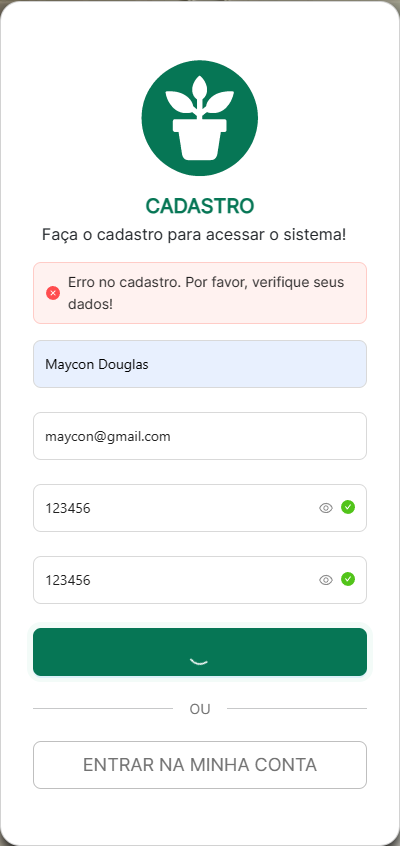 CADASTRO
Faça o cadastro para acessar o sistema!
Erro no cadastro. Por favor, verifique seus
dados!
Maycon Douglas
maycon@gmail.com
123456
123456
OU
ENTRAR NA MINHA CONTA